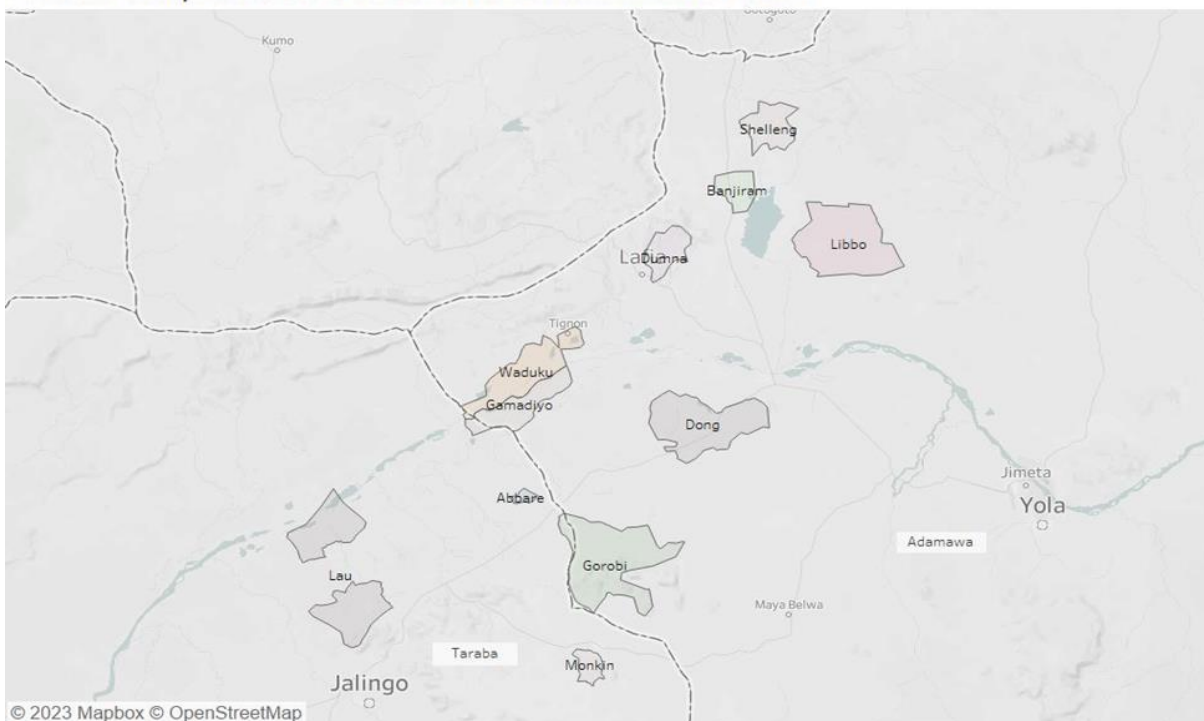 Kumo
Shelleng
Banjiram
Libbo
Dumna
Tignon
Waduku
Gamadiyo
Dong
Jimeta
Abbare
Yola
Adamawa
Gorobi
Lau
Maya Belwa
Taraba
Monkin
Jalingo
© 2023 Mapbox © OpenStreetMap